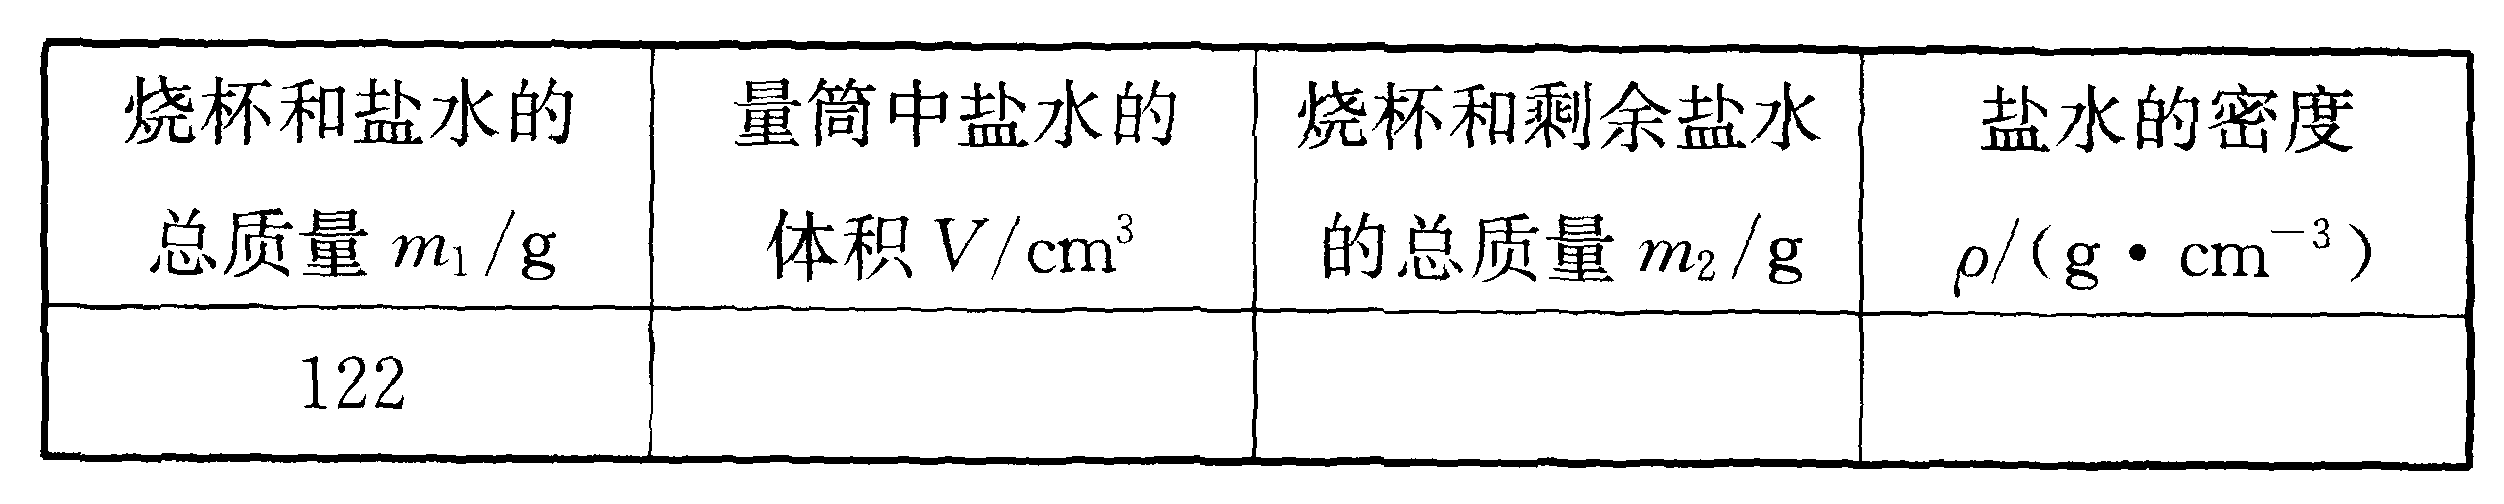 烧杯和盐水的 量筒中盐水的 烧杯和剩余盐水 盐水的密度
总质量 m₁/g 体积 V/cm³ 的总质量 m₂/g ρ/(g·cm⁻³)
122